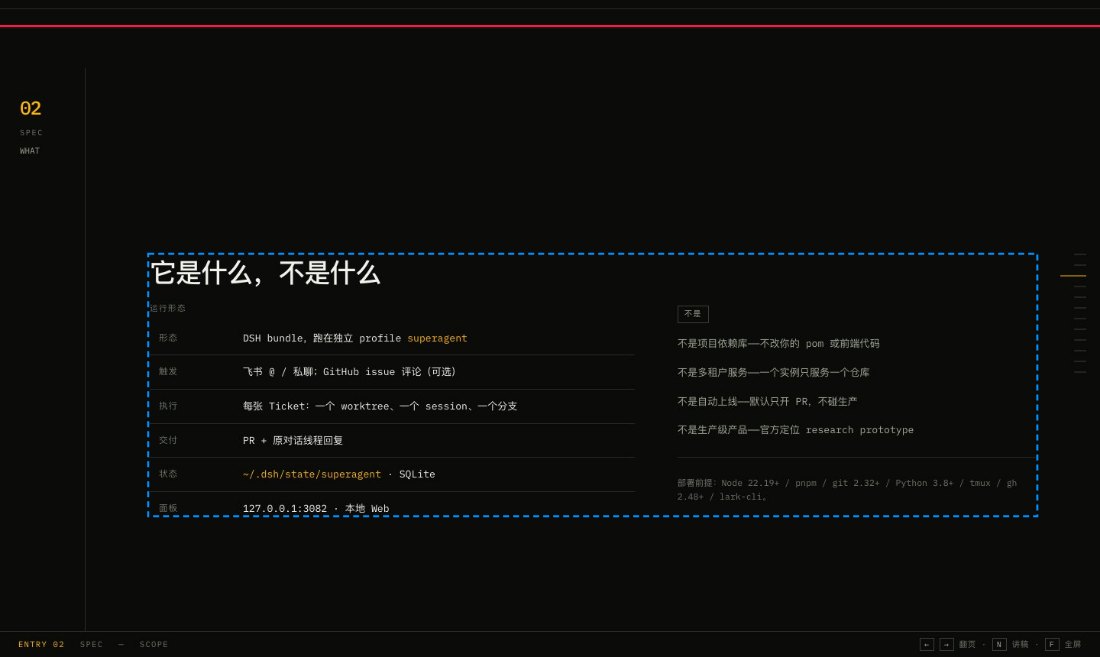 02
SPEC
WHAT
它是什么，不是什么
运行形态
形态 DSH bundle，跑在独立 profile superagent
触发 飞书 @ / 私聊；GitHub issue 评论（可选）
执行 每张 Ticket：一个 worktree、一个 session、一个分支
交付 PR + 原对话线程回复
状态 ~/.dsh/state/superagent · SQLite
面板 127.0.0.1:3082 · 本地 Web
不是
不是项目依赖库——不改你的 pom 或前端代码
不是多租户服务——一个实例只服务一个仓库
不是自动上线——默认只开 PR，不碰生产
不是生产级产品——官方定位 research prototype
部署前提：Node 22.19+ / pnpm / git 2.32+ / Python 3.8+ / tmux / gh
2.48+ / lark-cli。
ENTRY 02 SPEC — SCOPE
← → 翻页 · N 讲稿 · F 全屏